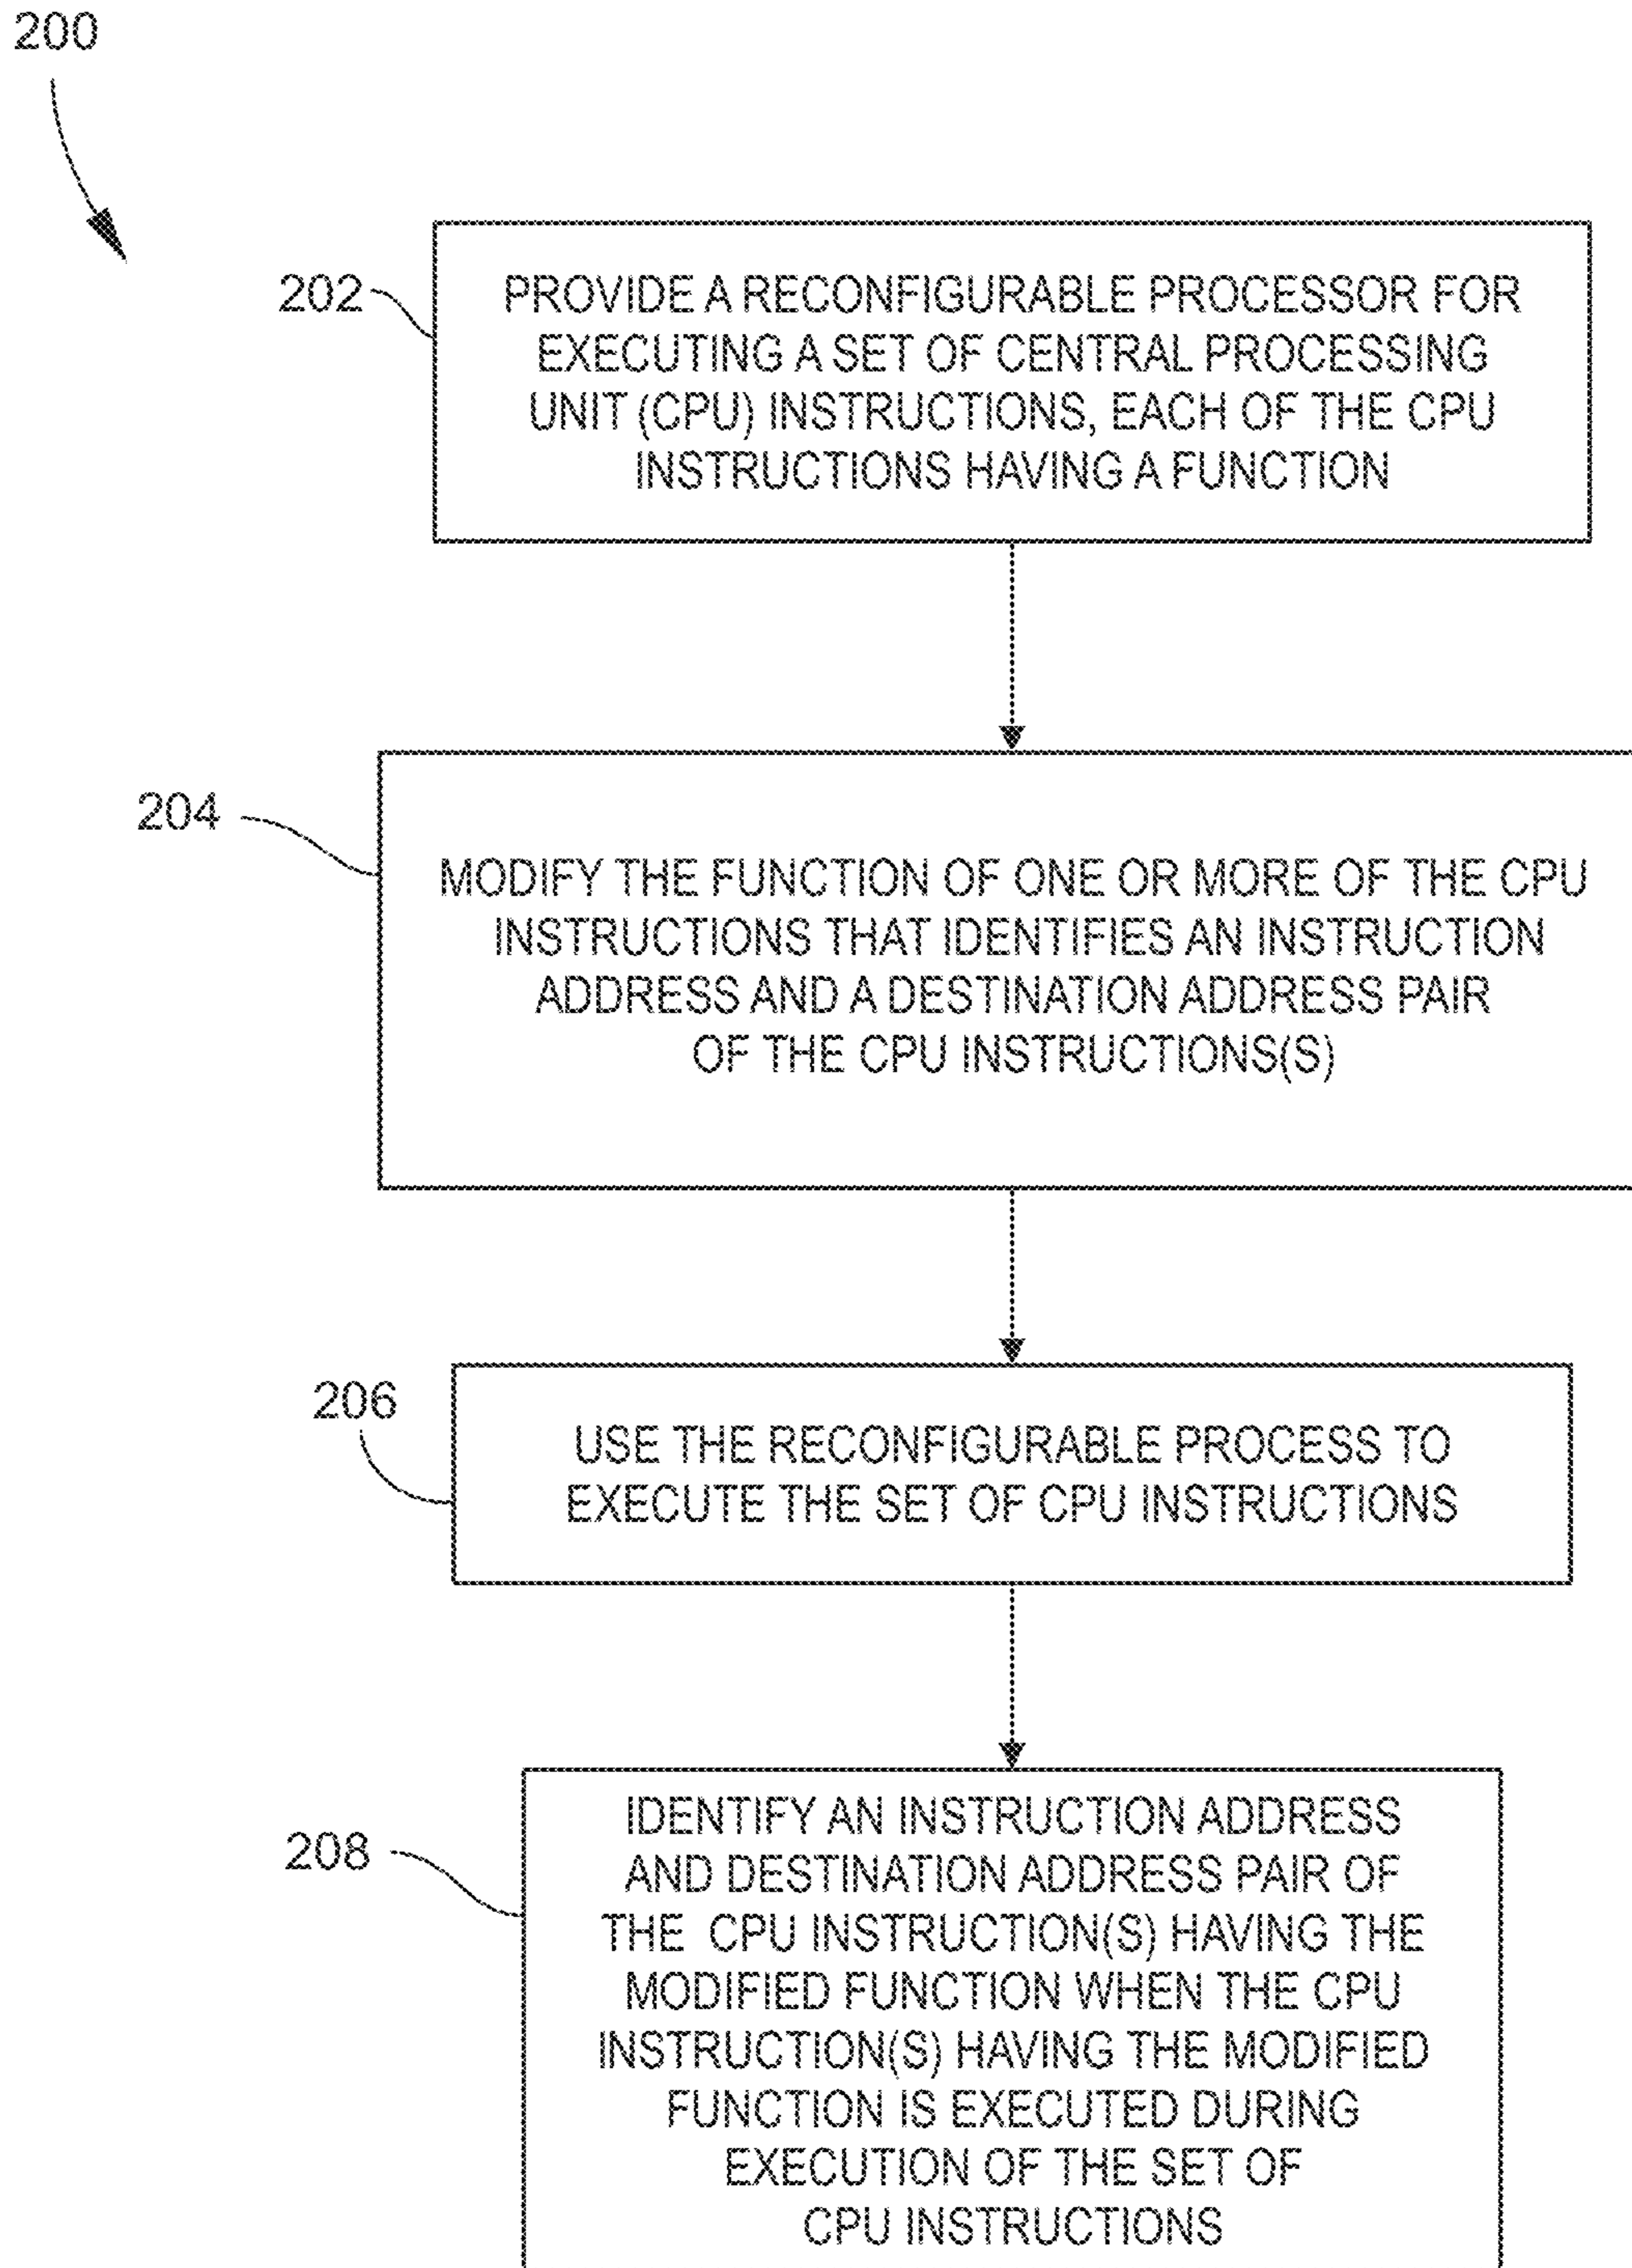 200
202
PROVIDE A RECONFIGURABLE PROCESSOR FOR
EXECUTING A SET OF CENTRAL PROCESSING
UNIT (CPU) INSTRUCTIONS, EACH OF THE CPU
INSTRUCTIONS HAVING A FUNCTION
204
MODIFY THE FUNCTION OF ONE OR MORE OF THE CPU
INSTRUCTIONS THAT IDENTIFIES AN INSTRUCTION
ADDRESS AND A DESTINATION ADDRESS PAIR
OF THE CPU INSTRUCTIONS(S)
206
USE THE RECONFIGURABLE PROCESS TO
EXECUTE THE SET OF CPU INSTRUCTIONS
208
IDENTIFY AN INSTRUCTION ADDRESS
AND DESTINATION ADDRESS PAIR OF
THE CPU INSTRUCTION(S) HAVING THE
MODIFIED FUNCTION WHEN THE CPU
INSTRUCTION(S) HAVING THE MODIFIED
FUNCTION IS EXECUTED DURING
EXECUTION OF THE SET OF
CPU INSTRUCTIONS